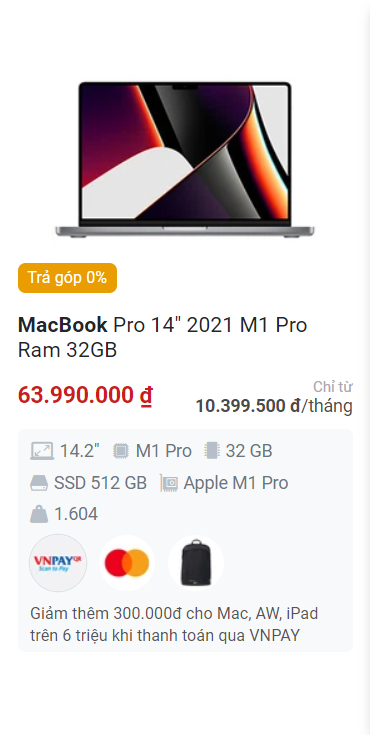 Trả góp 0%
MacBook Pro 14" 2021 M1 Pro
Ram 32GB
63.990.000 ₫
Chỉ từ
10.399.500 đ/tháng
14.2" M1 Pro 32 GB
SSD 512 GB Apple M1 Pro
1.604
VNPAYQR
Scan to Pay
Giảm thêm 300.000đ cho Mac, AW, iPad
trên 6 triệu khi thanh toán qua VNPAY